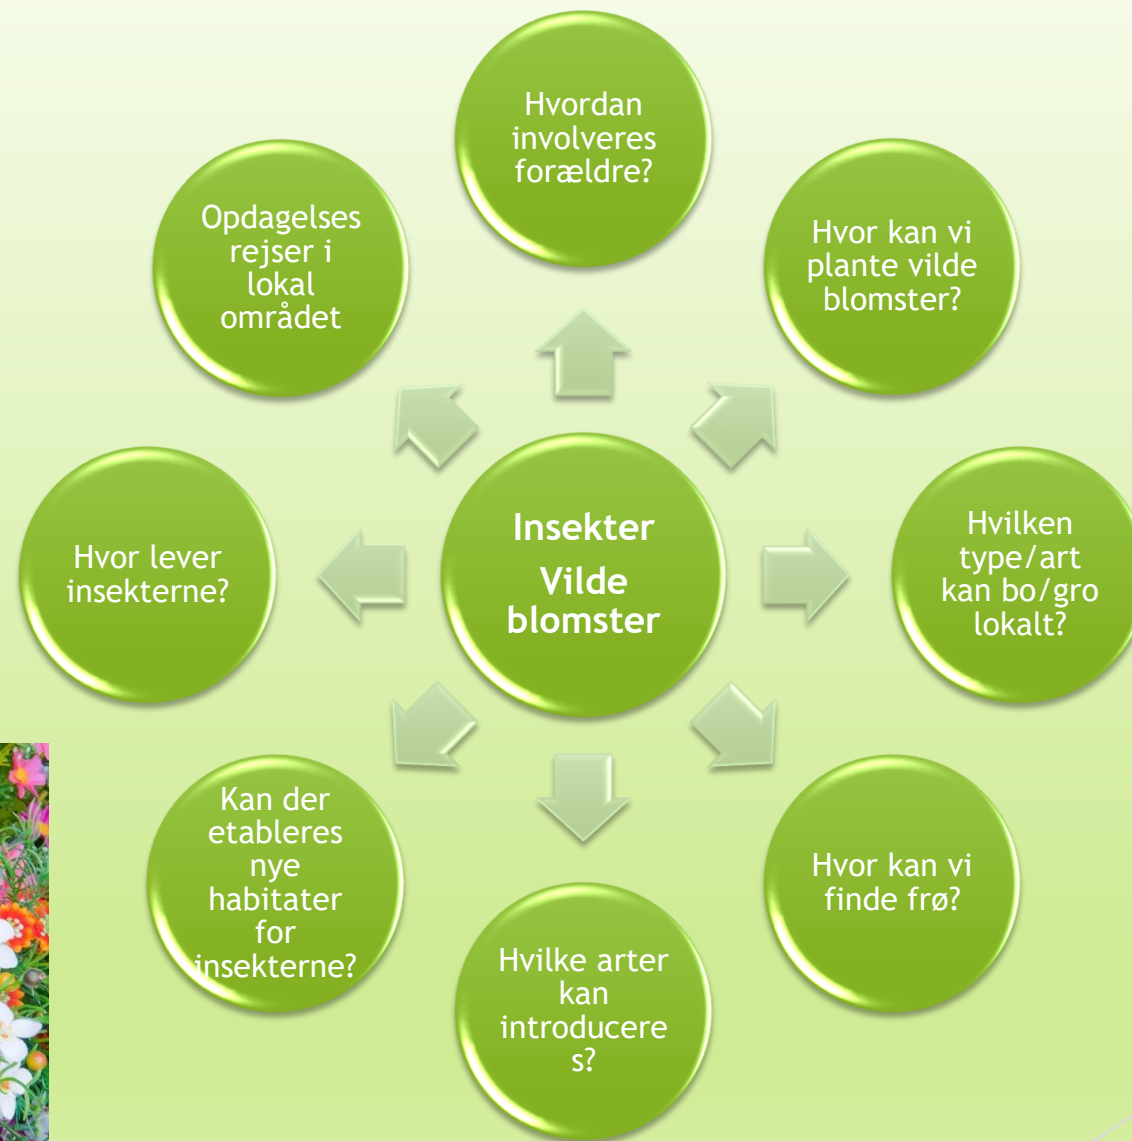 Hvordan
involveres
forældre?
Hvor kan vi
plante vilde
blomster?
Hvilken
type/art
kan bo/gro
lokalt?
Hvor kan vi
finde frø?
Hvilke arter
kan
introducere
s?
Kan der
etableres
nye
habitater
for
insekterne?
Hvor lever
insekterne?
Opdagelses
rejser i
lokal
området
Insekter
Vilde
blomster